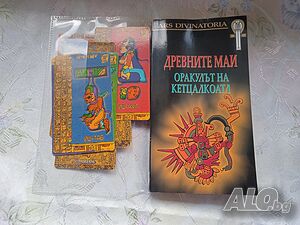 ARS DIVINATORIA
ДРЕВНИТЕ МАИ
ОРАКУЛЪТ НА
КЕТЦАЛКОАТЛ
ALO.bg